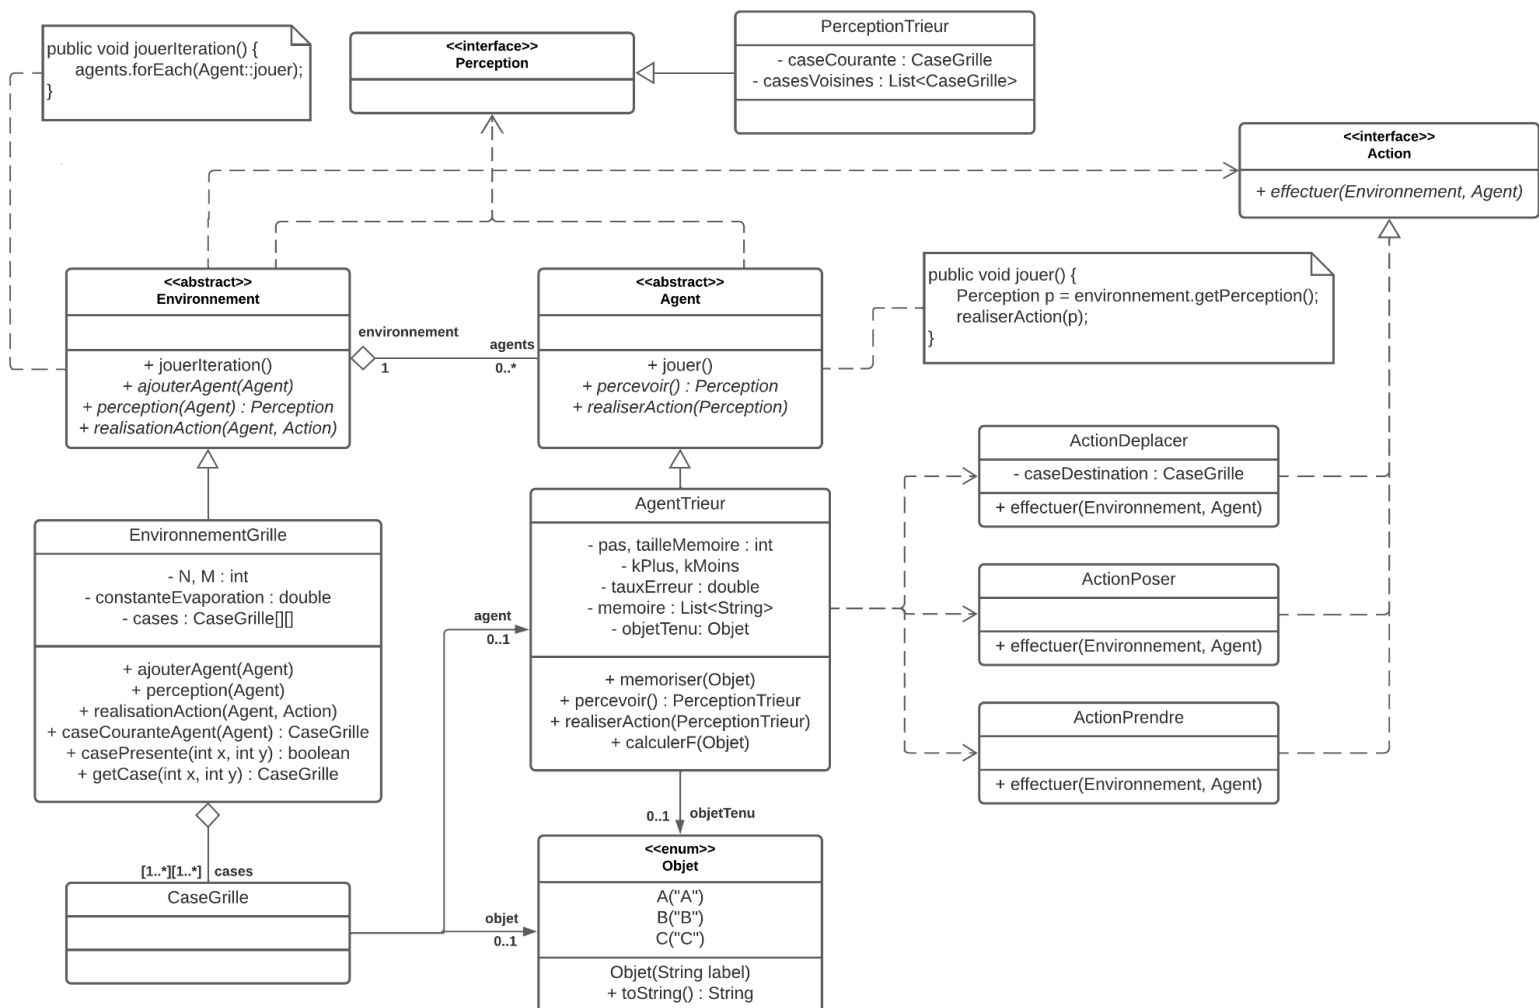 public void jouerIteration() {
agents.forEach(Agent::jouer);
}
<<interface>>
Perception
PerceptionTrieur
- caseCourante : CaseGrille
- casesVoisines : List<CaseGrille>
<<interface>>
Action
+ effectuer(Environnement, Agent)
<<abstract>>
Environnement
+ jouerIteration()
+ ajouterAgent(Agent)
+ perception(Agent) : Perception
+ realisationAction(Agent, Action)
environnement
1
agents
0..*
<<abstract>>
Agent
+ jouer()
+ percevoir() : Perception
+ realiserAction(Perception)
public void jouer() {
Perception p = environnement.getPerception();
realiserAction(p);
}
EnvironnementGrille
- N, M : int
- constanteEvaporation : double
- cases : CaseGrille[][]
+ ajouterAgent(Agent)
+ perception(Agent)
+ realisationAction(Agent, Action)
+ caseCouranteAgent(Agent) : CaseGrille
+ casePresente(int x, int y) : boolean
+ getCase(int x, int y) : CaseGrille
AgentTrieur
- pas, tailleMemoire : int
- kPlus, kMoins
- tauxErreur : double
- memoire : List<String>
- objetTenu: Objet
+ memoriser(Objet)
+ percevoir() : PerceptionTrieur
+ realiserAction(PerceptionTrieur)
+ calculerF(Objet)
agent
0..1
ActionDeplacer
- caseDestination : CaseGrille
+ effectuer(Environnement, Agent)
ActionPoser
+ effectuer(Environnement, Agent)
ActionPrendre
+ effectuer(Environnement, Agent)
0..1 objetTenu
[1..*][1..*] cases
CaseGrille
objet
0..1
<<enum>>
Objet
A("A")
B("B")
C("C")
Objet(String label)
+ toString() : String